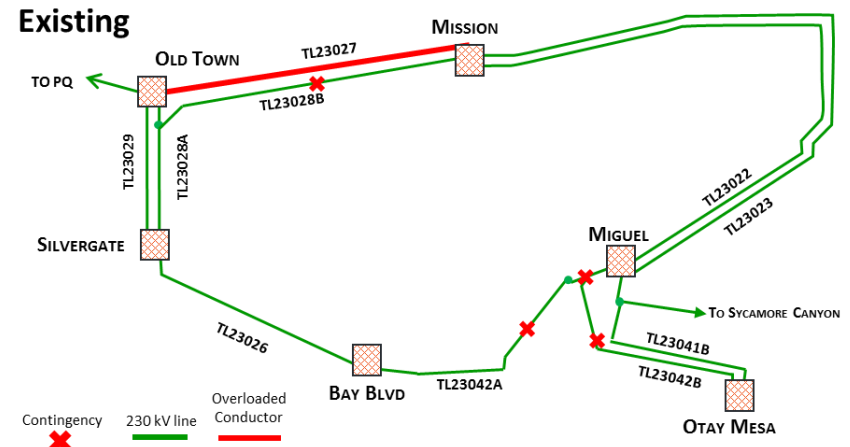 Existing
MISSION
OLD TOWN
TL23027
TO PQ
TL23028B
TL23029
TL23028A
TL23022
TL23023
SILVERGATE
MIGUEL
TO SYCAMORE CANYON
TL23026
TL23041B
TL23042B
TL23042A
BAY BLVD
OTAY MESA
Contingency
230 kV line
Overloaded
Conductor